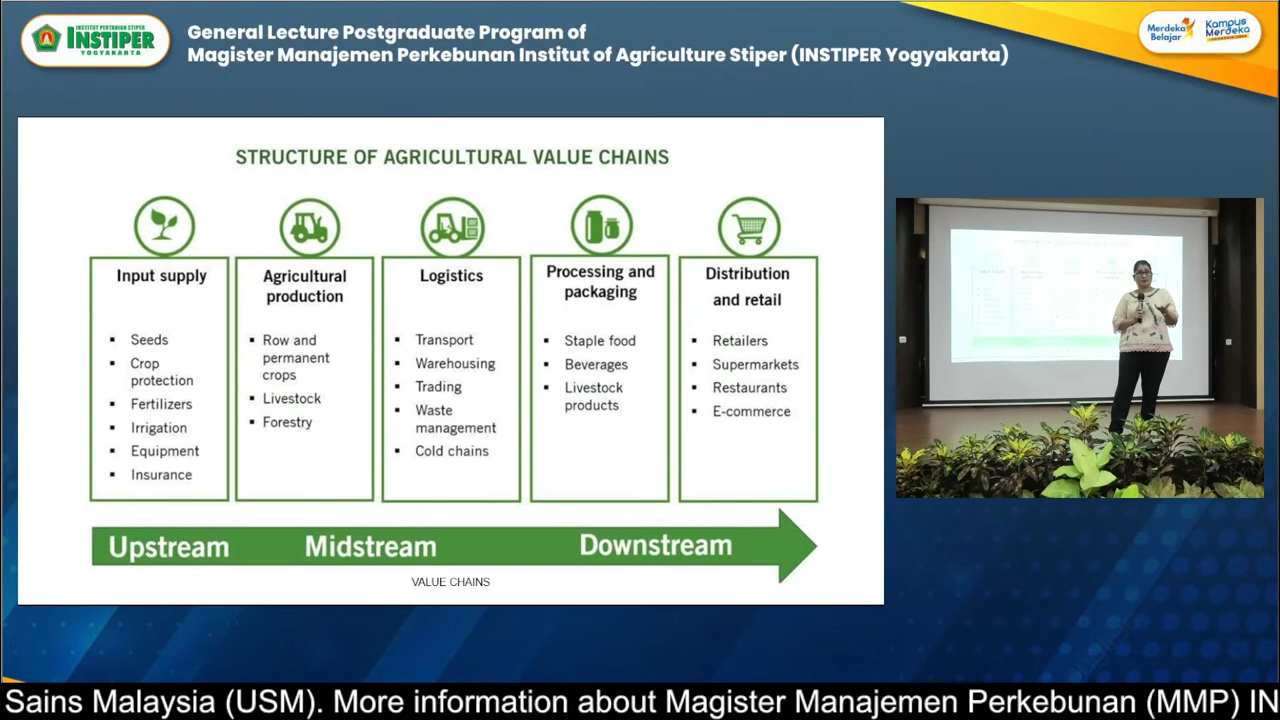 INSTITUT PERTANIAN STIPER
INSTIPER
YOGYAKARTA
General Lecture Postgraduate Program of
Magister Manajemen Perkebunan Institut of Agriculture Stiper (INSTIPER Yogyakarta)
Merdeka
Belajar
Kampus
Merdeka
STRUCTURE OF AGRICULTURAL VALUE CHAINS
Input supply
▪ Seeds
▪ Crop
protection
▪ Fertilizers
▪ Irrigation
▪ Equipment
▪ Insurance
Agricultural
production
▪ Row and
permanent
crops
▪ Livestock
▪ Forestry
Logistics
▪ Transport
▪ Warehousing
▪ Trading
▪ Waste
management
▪ Cold chains
Processing and
packaging
▪ Staple food
▪ Beverages
▪ Livestock
products
Distribution
and retail
▪ Retailers
▪ Supermarkets
▪ Restaurants
▪ E-commerce
Upstream Midstream Downstream
VALUE CHAINS
Sains Malaysia (USM). More information about Magister Manajemen Perkebunan (MMP) IN